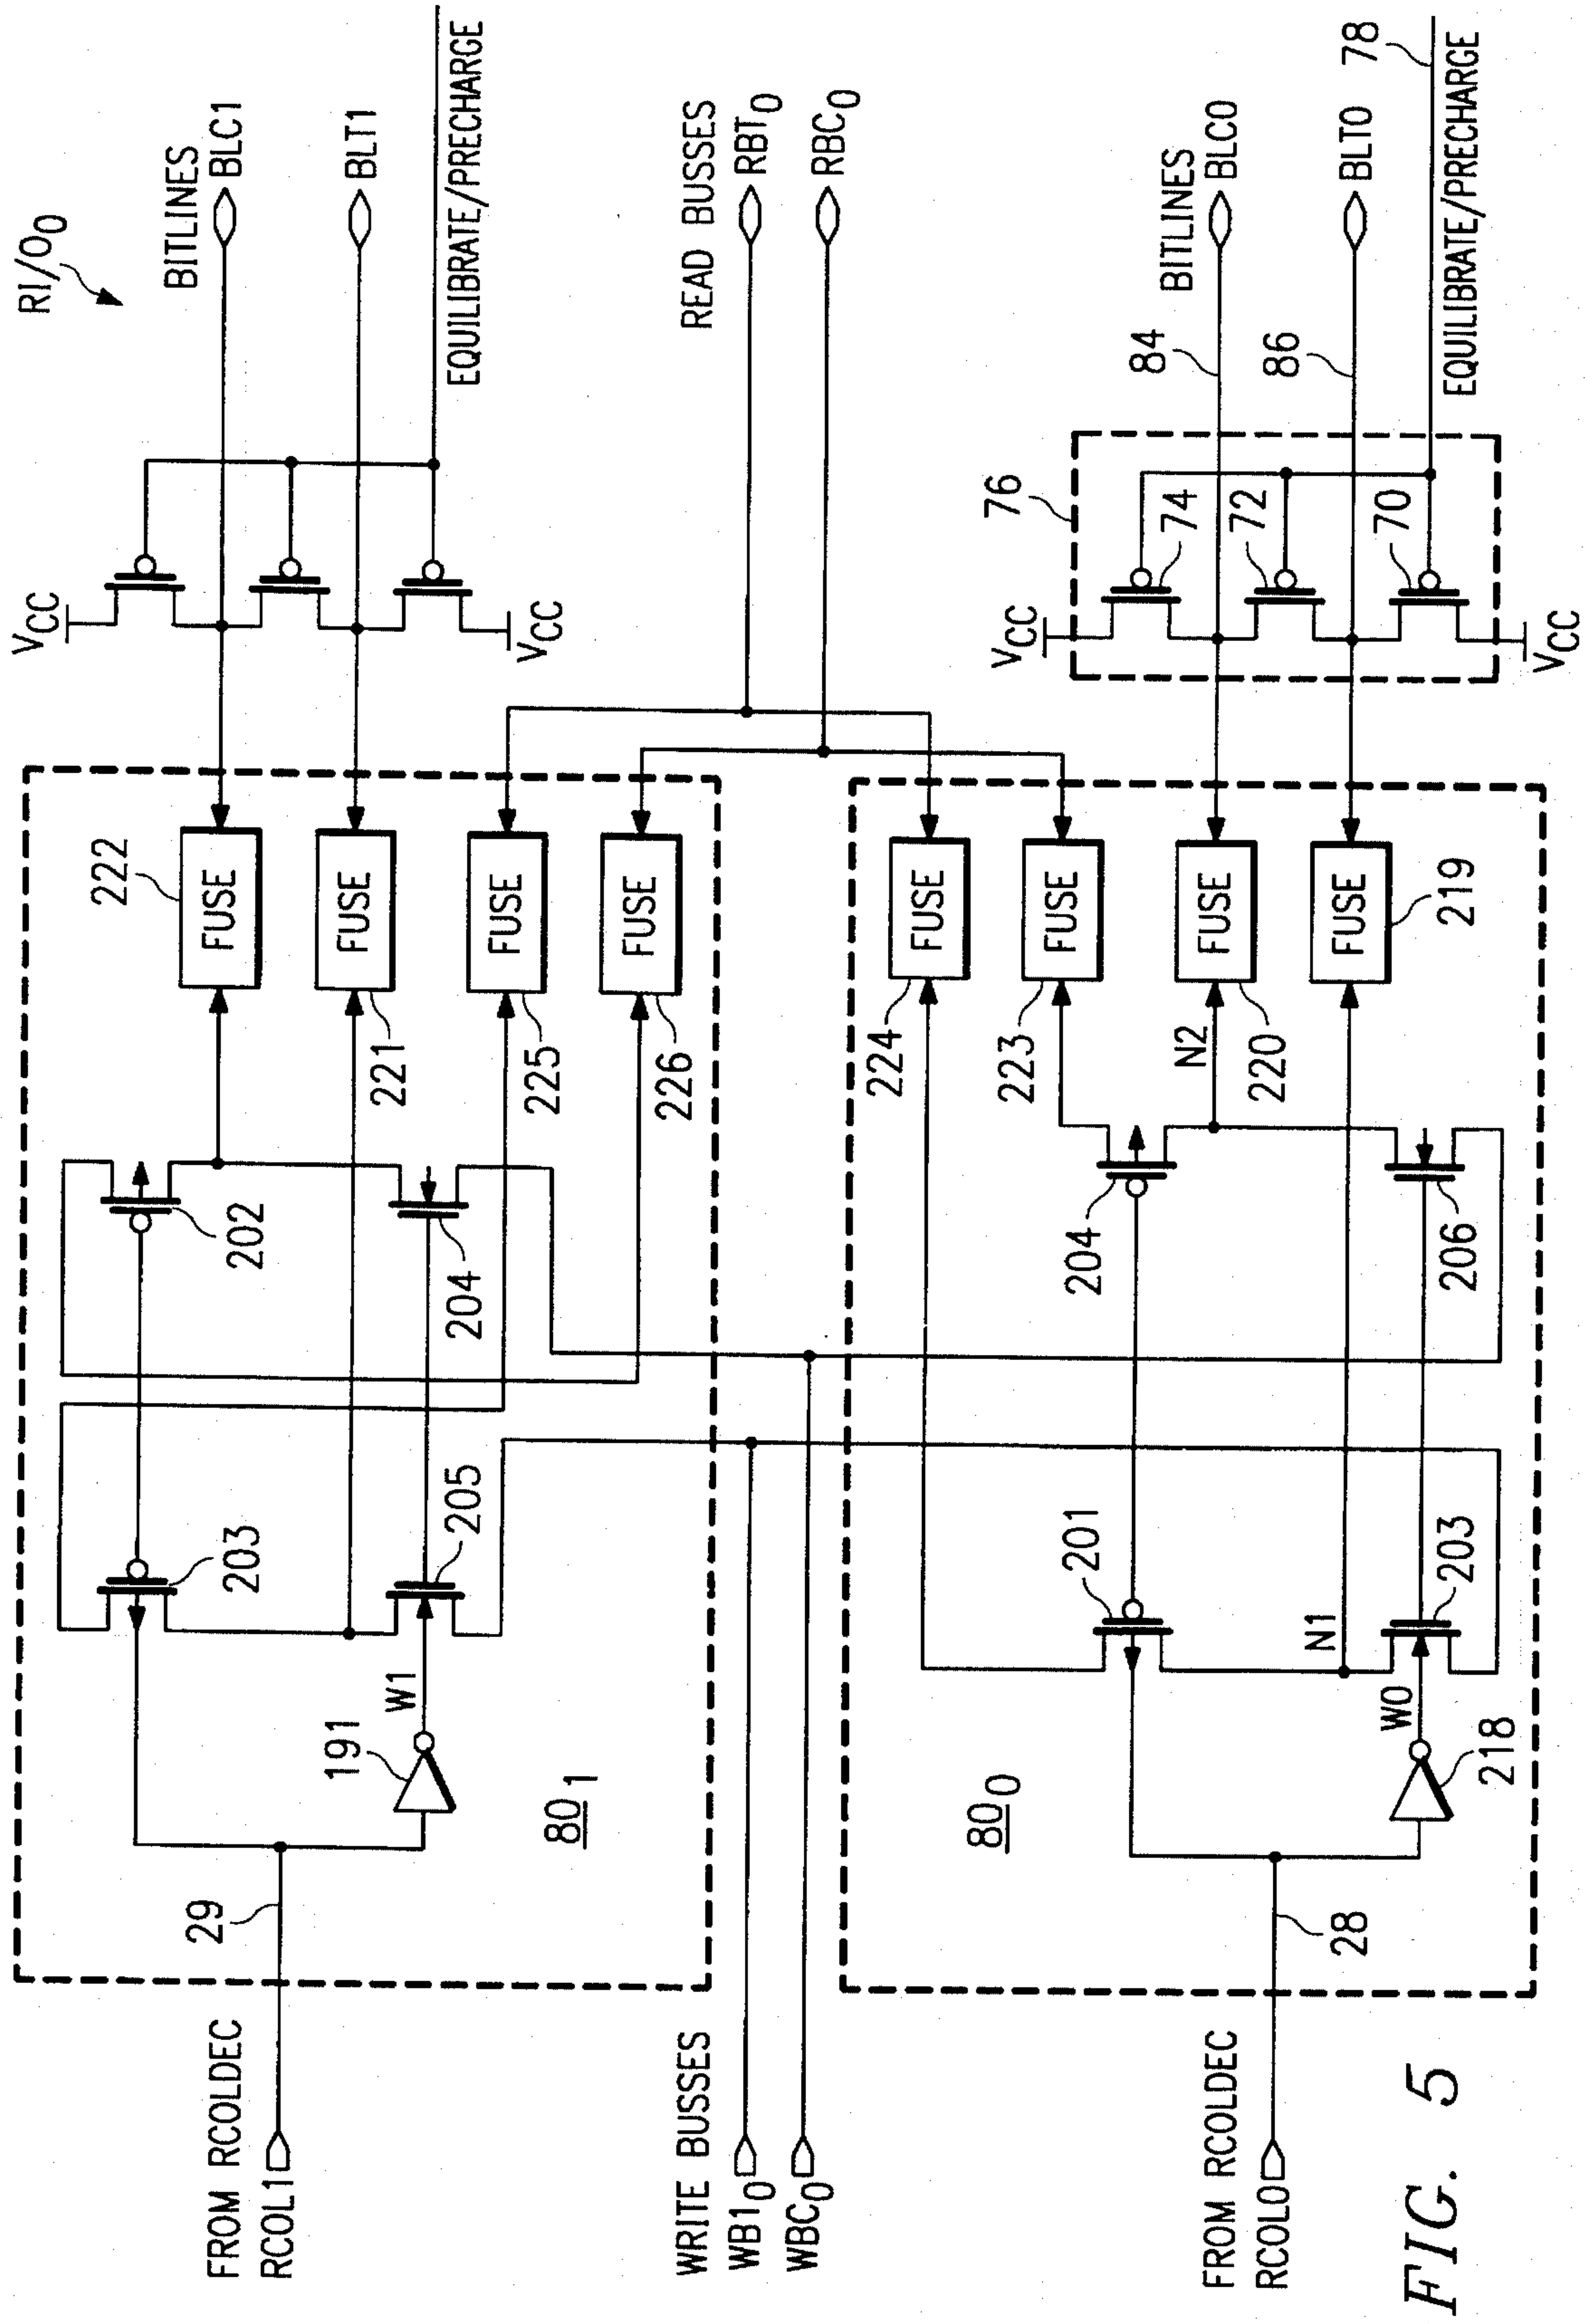 RI/O0
BITLINES
BLC1
BLT1
EQUILIBRATE/PRECHARGE
VCC
VCC
222
FUSE
221
FUSE
225
FUSE
226
FUSE
202
204
203
205
191
W1
80 1
29
FROM RCOLDEC
RCOL1
READ BUSSES
RBT0
RBC0
WRITE BUSSES
WB10
WBC0
BITLINES
84
BLC0
86
BLT0
78
EQUILIBRATE/PRECHARGE
76
74
72
70
VCC
VCC
224
FUSE
223
FUSE
N2
220
FUSE
219
FUSE
204
206
201
203
N1
W0
218
80 0
28
FROM RCOLDEC
RCOL0
FIG. 5